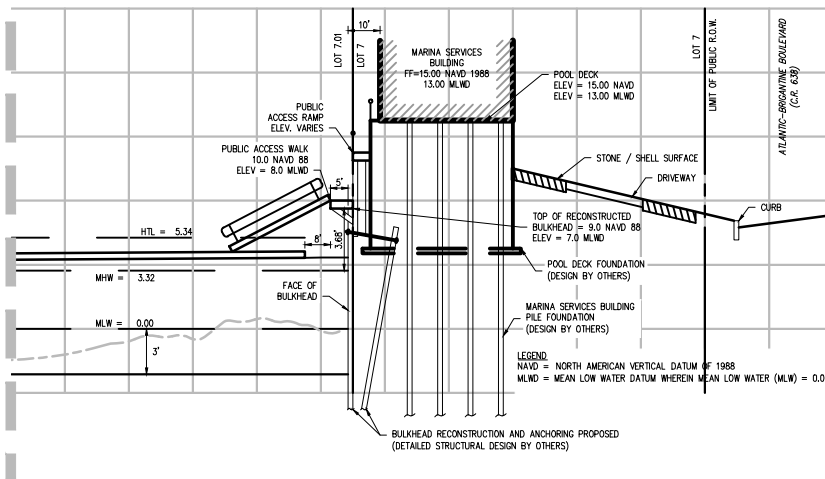 10'
LOT 7.01
LOT 7
MARINA SERVICES
BUILDING
FF=15.00 NAVD 1988
13.00 MLWD
LOT 7
LIMIT OF PUBLIC R.O.W.
ATLANTIC-BRIGANTINE BOULEVARD
(C.R. 638)
POOL DECK
ELEV = 15.00 NAVD
ELEV = 13.00 MLWD
PUBLIC
ACCESS RAMP
ELEV. VARIES
PUBLIC ACCESS WALK
10.0 NAVD 88
ELEV = 8.0 MLWD
STONE / SHELL SURFACE
DRIVEWAY
5'
CURB
TOP OF RECONSTRUCTED
BULKHEAD = 9.0 NAVD 88
ELEV = 7.0 MLWD
HTL = 5.34
8'
3.68'
POOL DECK FOUNDATION
(DESIGN BY OTHERS)
MHW = 3.32
FACE OF
BULKHEAD
MARINA SERVICES BUILDING
PILE FOUNDATION
(DESIGN BY OTHERS)
MLW = 0.00
3'
LEGEND
NAVD = NORTH AMERICAN VERTICAL DATUM OF 1988
MLWD = MEAN LOW WATER DATUM WHEREIN MEAN LOW WATER (MLW) = 0.0
BULKHEAD RECONSTRUCTION AND ANCHORING PROPOSED
(DETAILED STRUCTURAL DESIGN BY OTHERS)